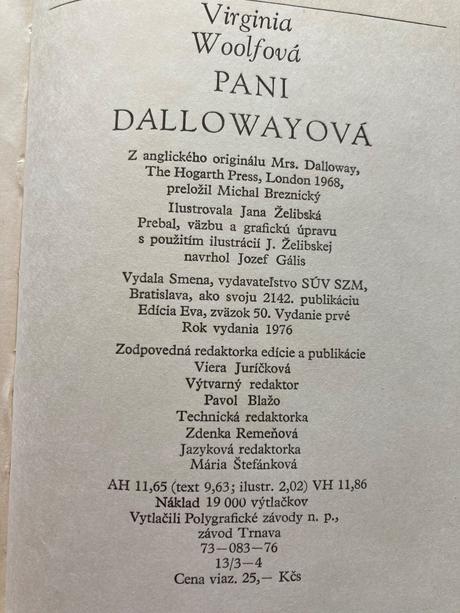 Virginia
Woolfová
PANI
DALLOWAYOVÁ
Z anglického originálu Mrs. Dalloway,
The Hogarth Press, London 1968,
preložil Michal Breznický
Ilustrovala Jana Želibská
Prebal, väzbu a grafickú úpravu
s použitím ilustrácií J. Želibskej
navrhol Jozef Gális
Vydala Smena, vydavateľstvo SÚV SZM,
Bratislava, ako svoju 2142. publikáciu
Edícia Eva, zväzok 50. Vydanie prvé
Rok vydania 1976
Zodpovedná redaktorka edície a publikácie
Viera Juríčková
Výtvarný redaktor
Pavol Blažo
Technická redaktorka
Zdenka Remeňová
Jazyková redaktorka
Mária Štefánková
AH 11,65 (text 9,63; ilustr. 2,02) VH 11,86
Náklad 19 000 výtlačkov
Vytlačili Polygrafické závody n. p.,
závod Trnava
73—083—76
13/3—4
Cena viaz. 25,— Kčs